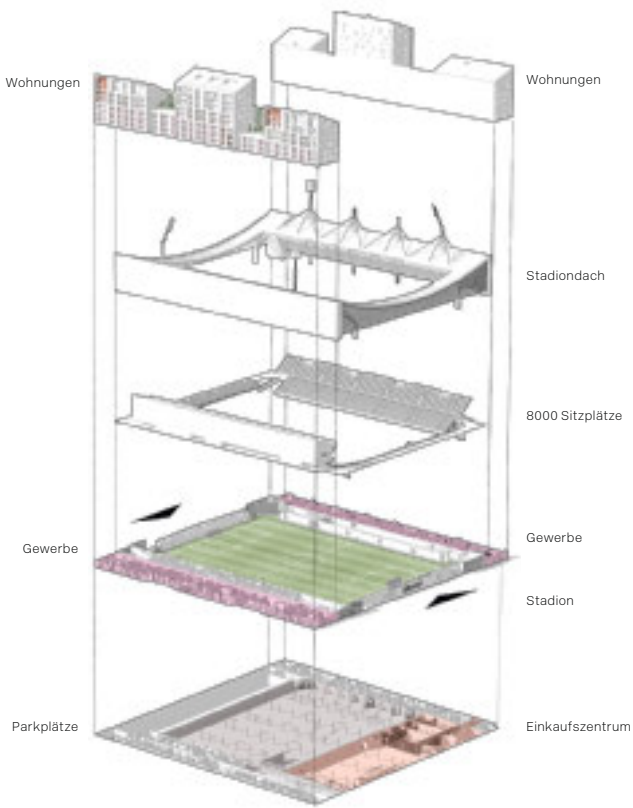 Wohnungen
Wohnungen
Stadiondach
8000 Sitzplätze
Gewerbe
Gewerbe
Stadion
Parkplätze
Einkaufszentrum